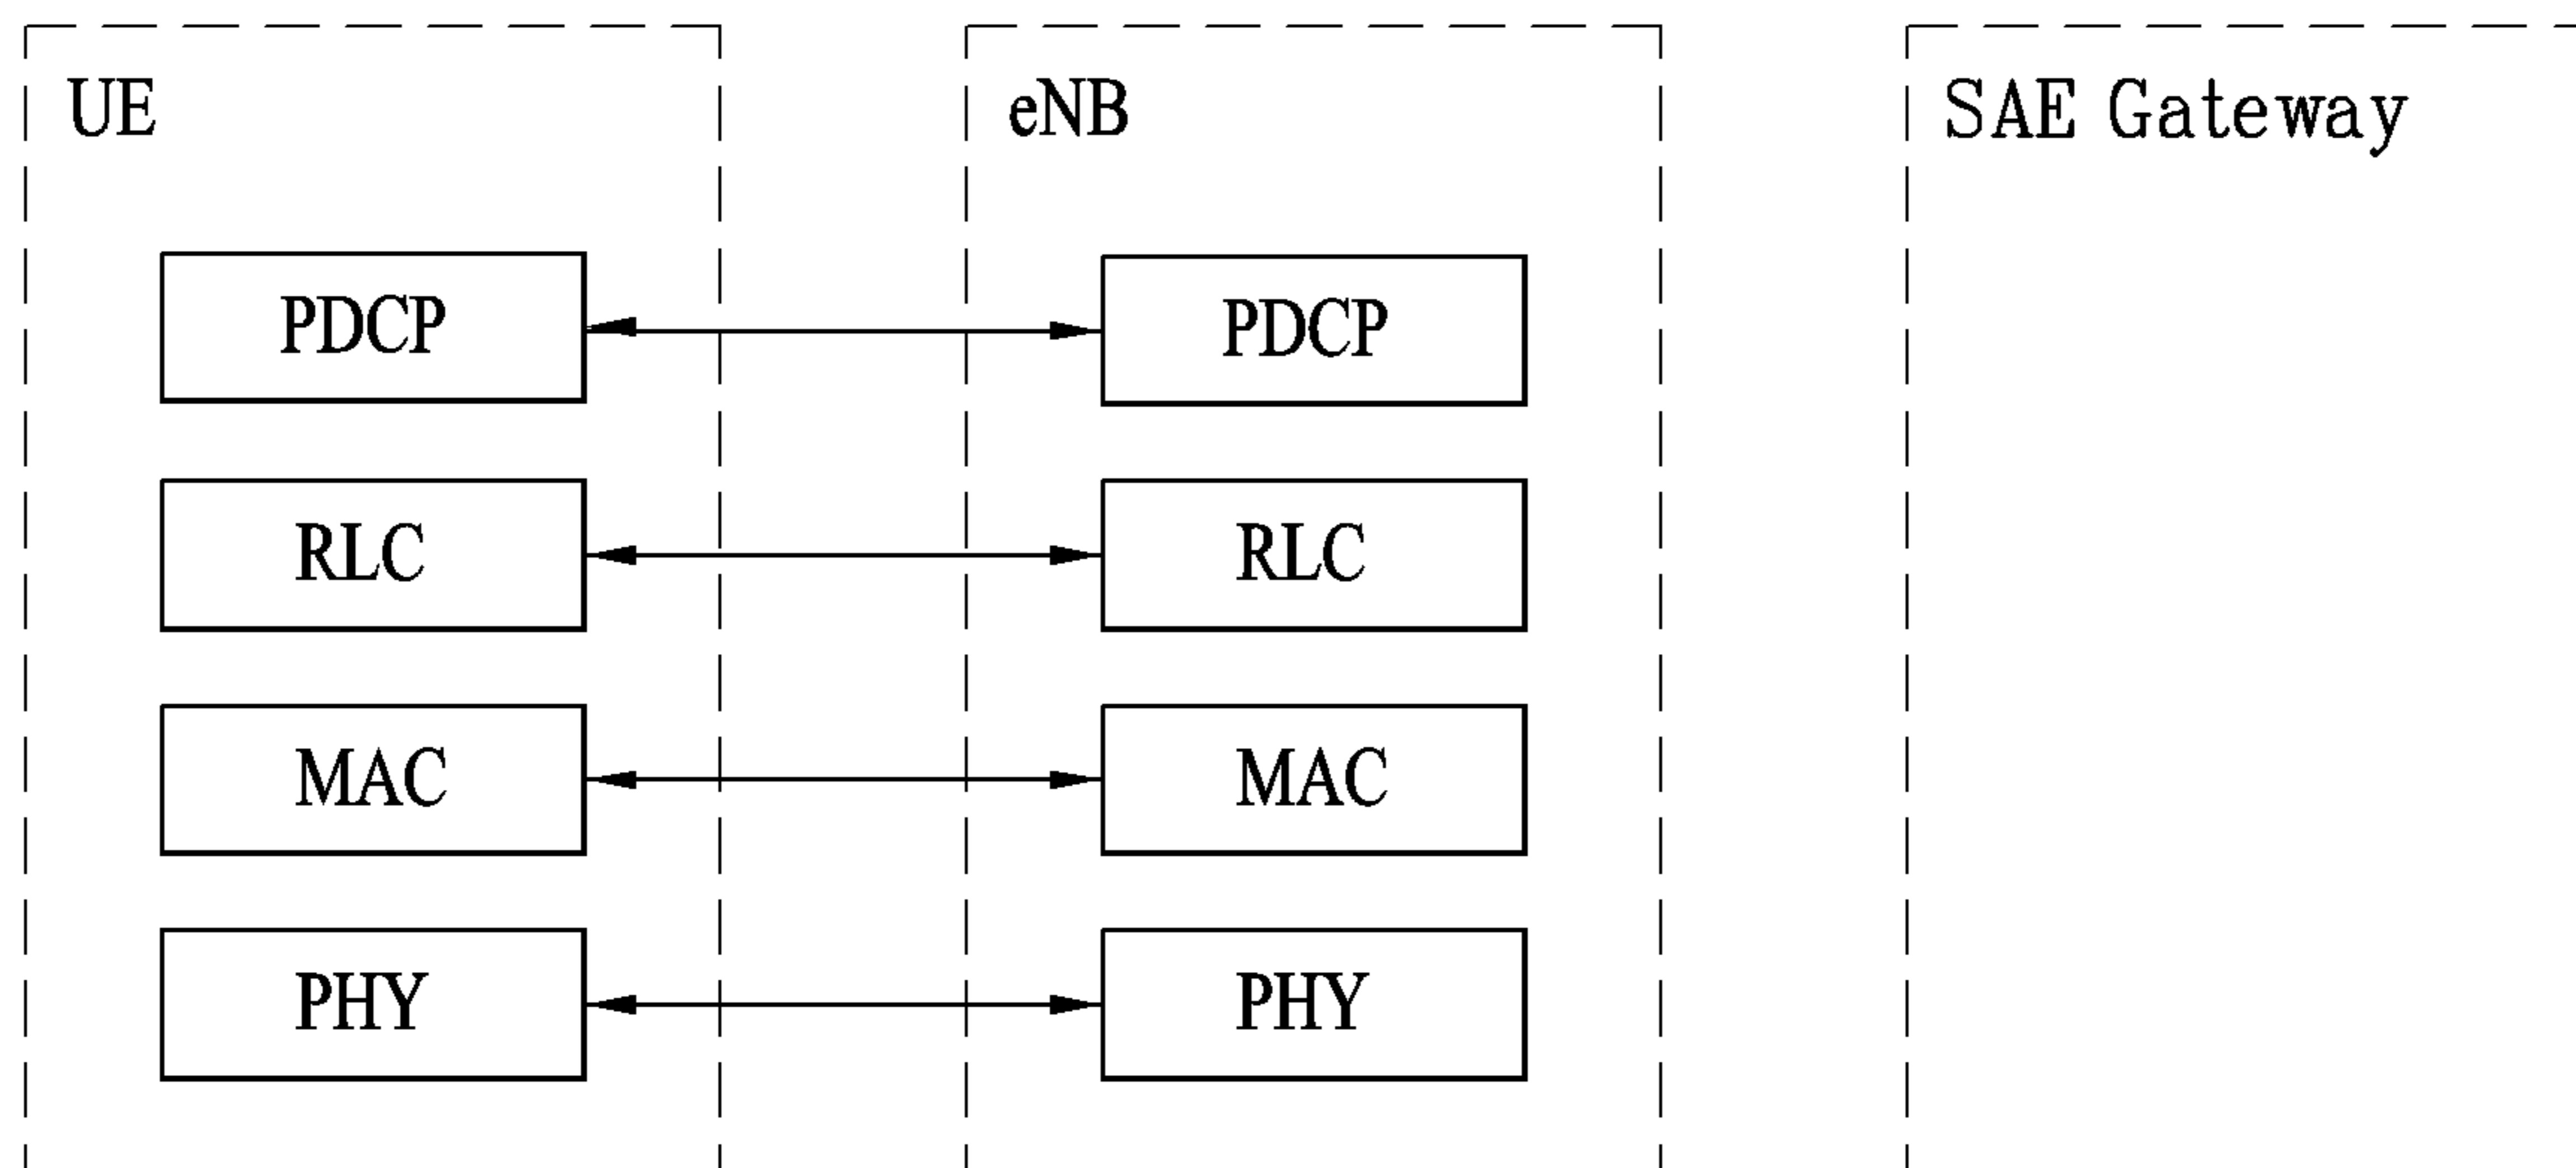 UE eNB SAE Gateway
PDCP PDCP
RLC RLC
MAC MAC
PHY PHY